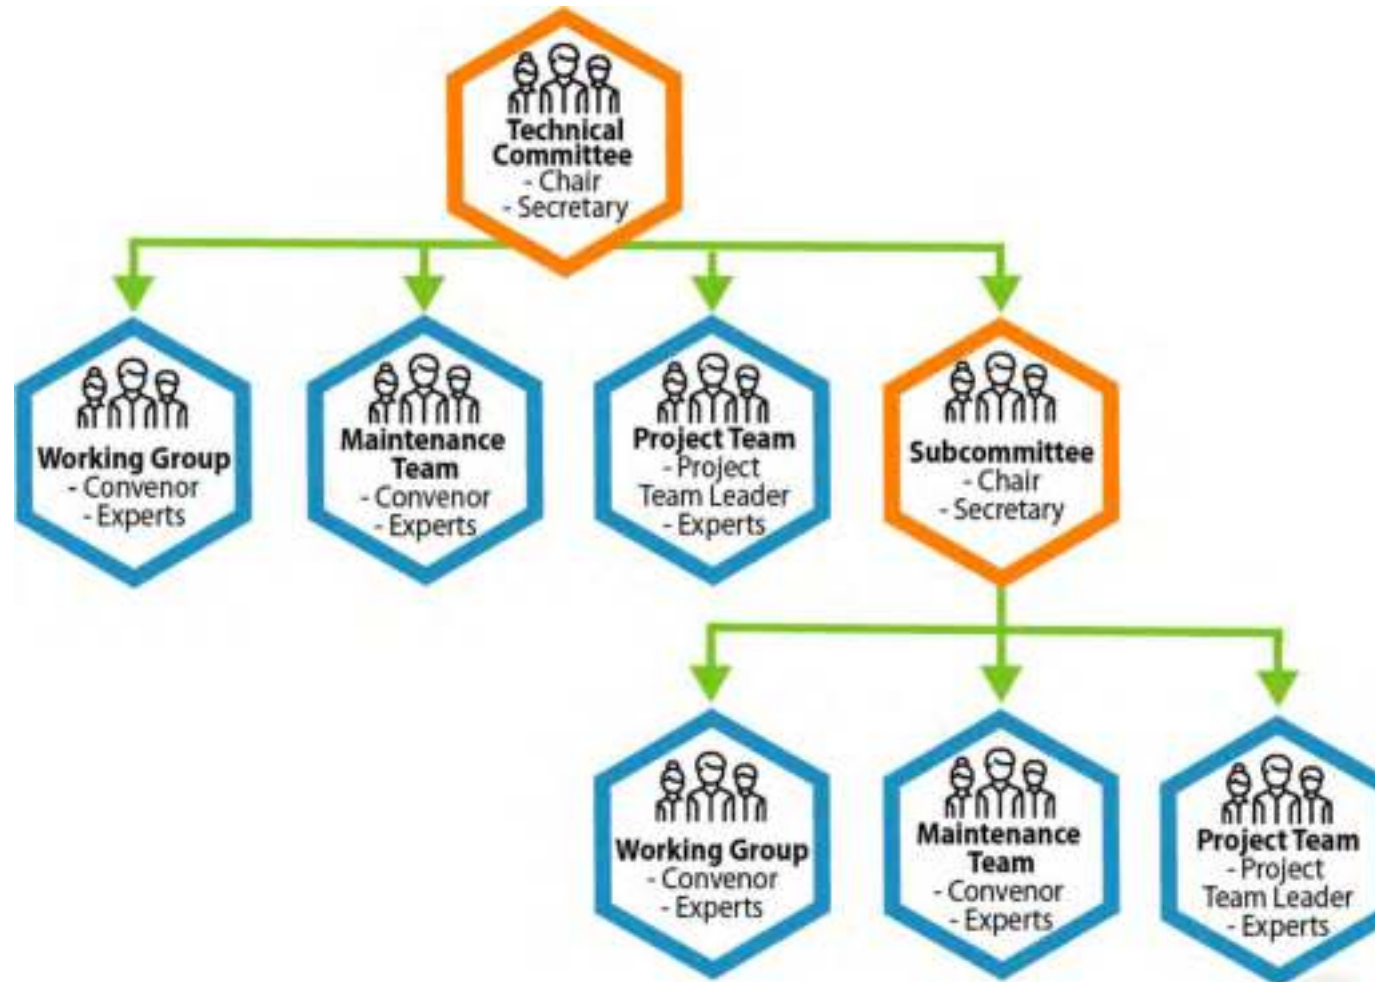 Technical
Committee
- Chair
- Secretary
Working Group
- Convenor
- Experts
Maintenance
Team
- Convenor
- Experts
Project Team
- Project
Team Leader
- Experts
Subcommittee
- Chair
- Secretary
Working Group
- Convenor
- Experts
Maintenance
Team
- Convenor
- Experts
Project Team
- Project
Team Leader
- Experts